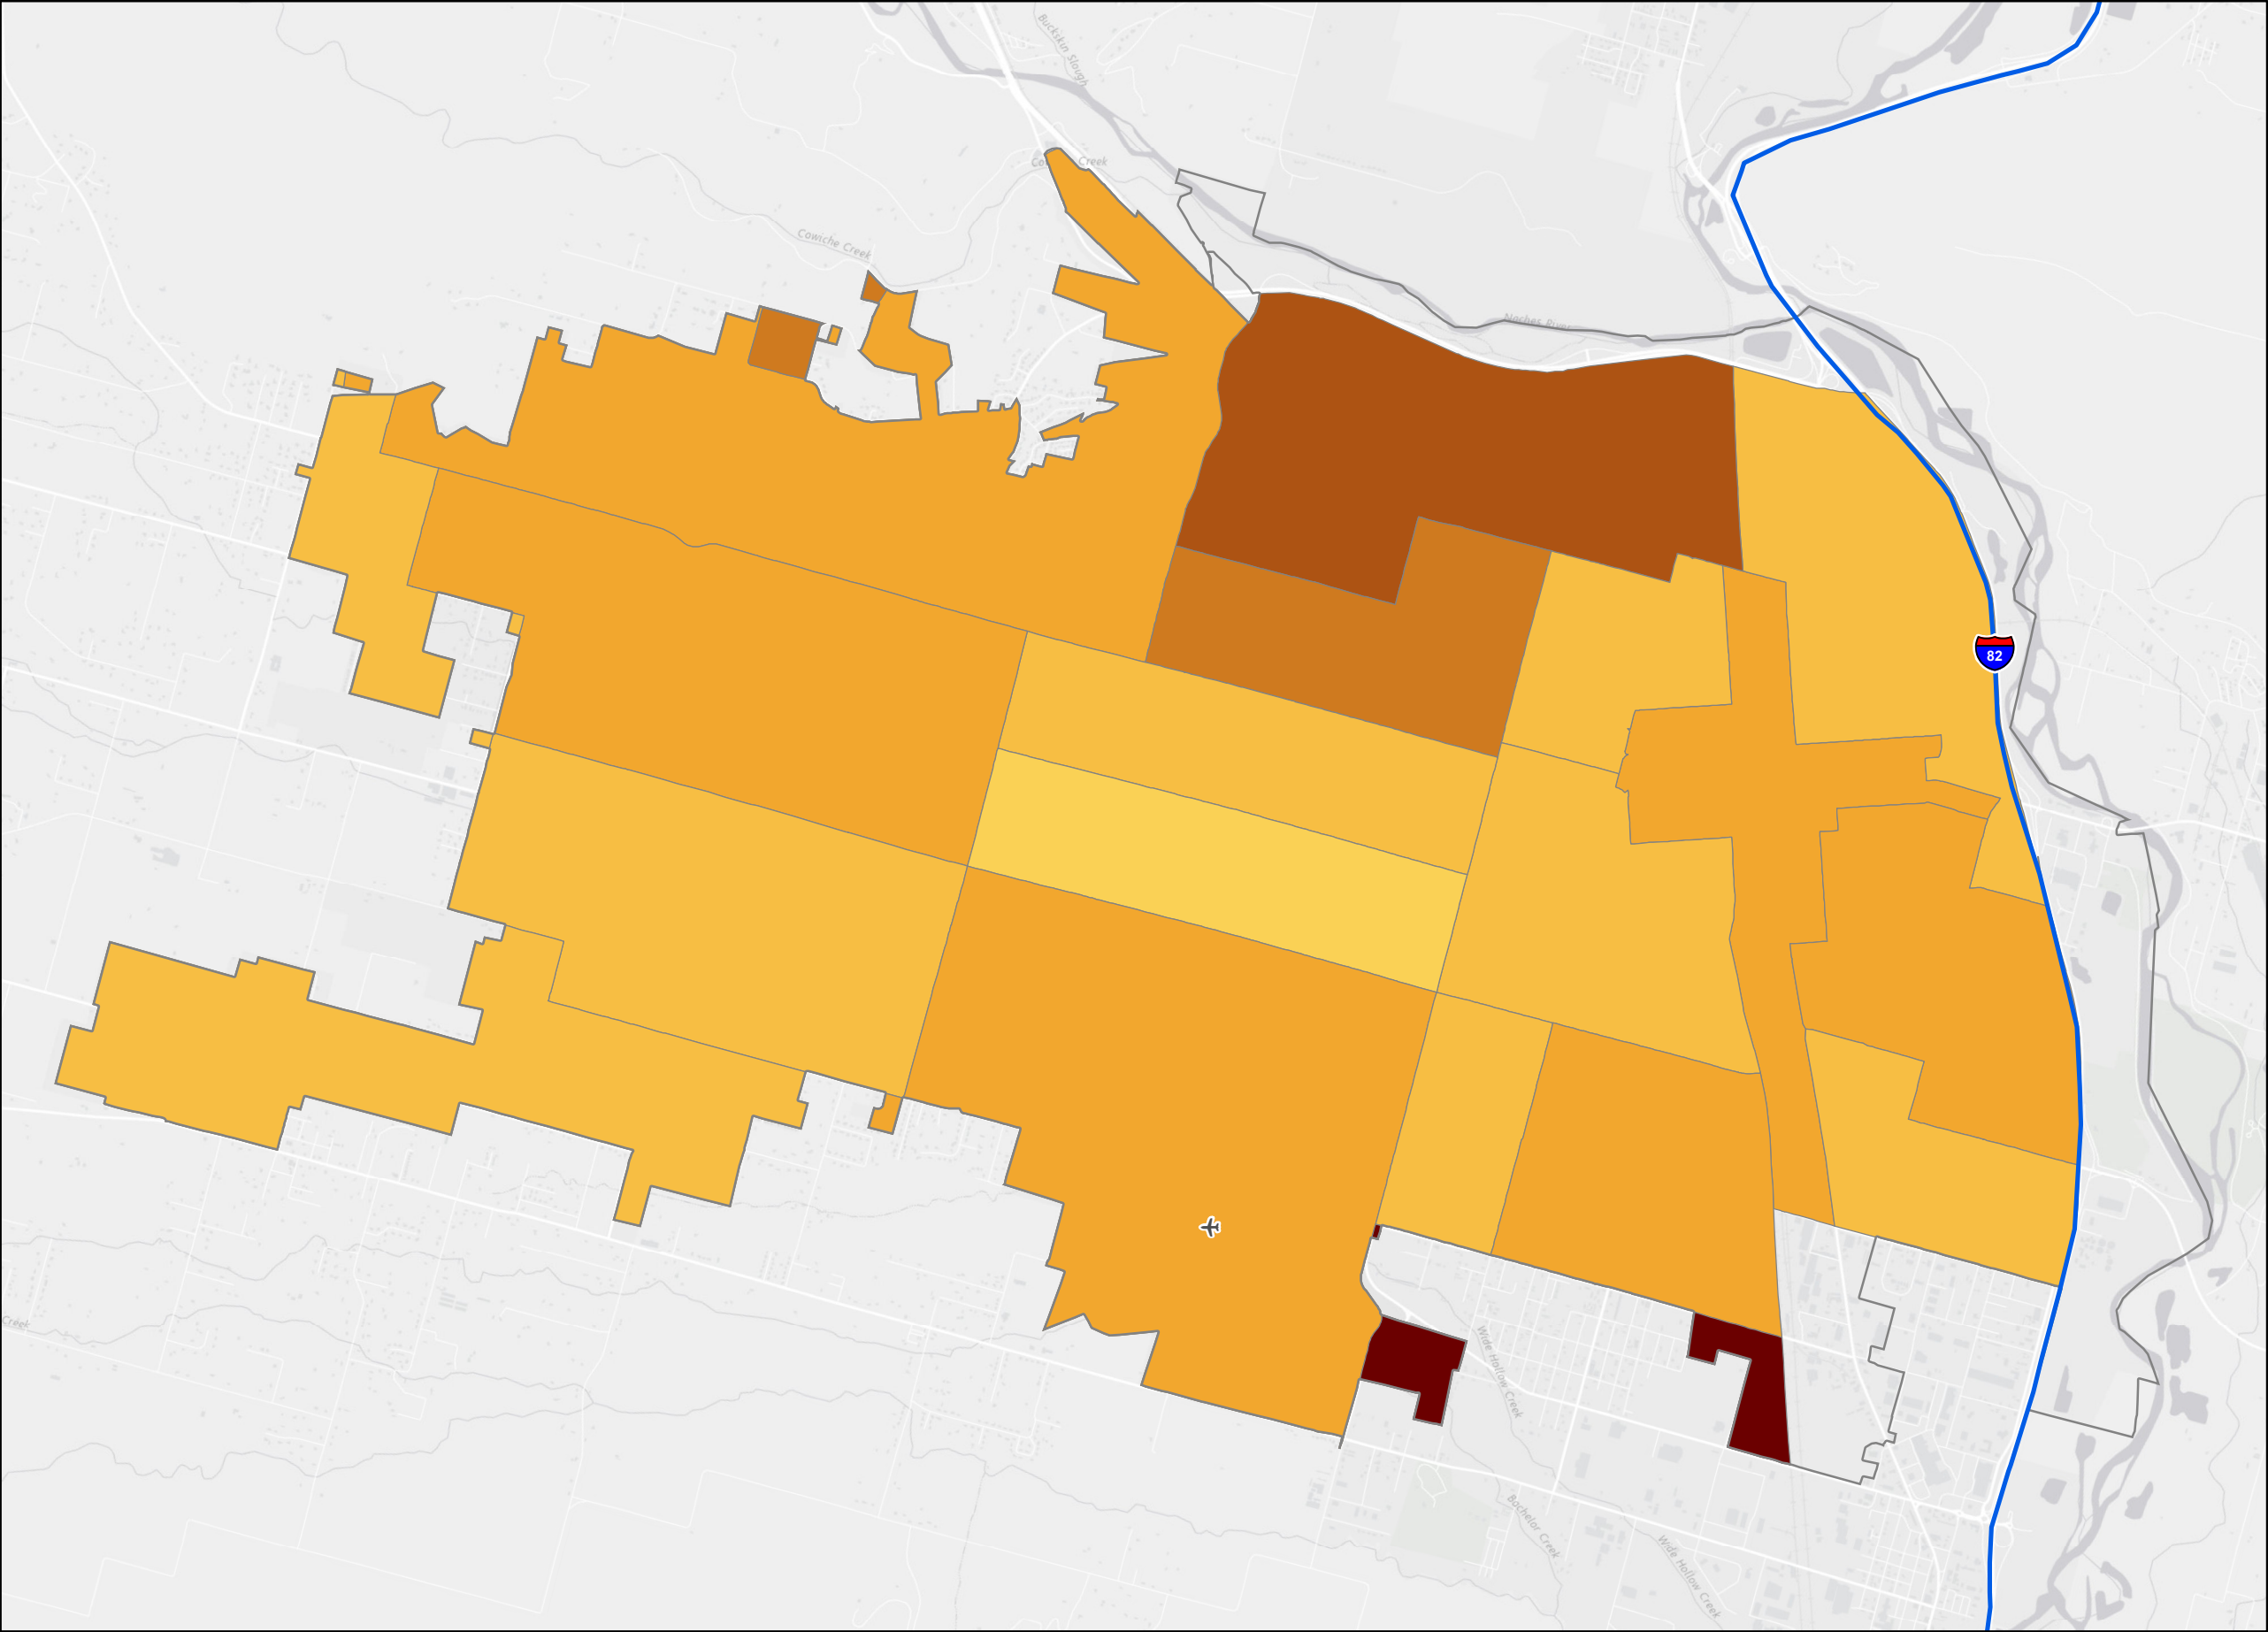 Buckskin Slough
Cowiche Creek
Naches River
82
Creek
Wide Hollow Creek
Bachelor Creek
Wide Hollow Creek